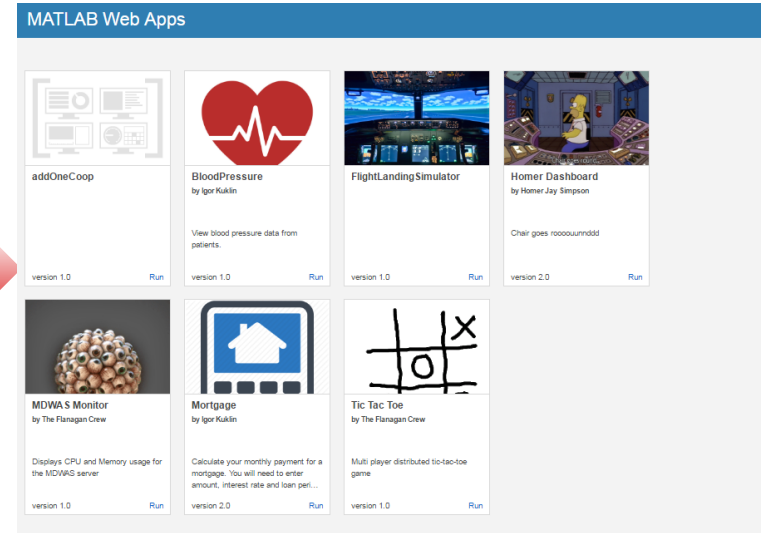 MATLAB Web Apps
addOneCoop
version 1.0 Run
BloodPressure
by Igor Kuklin
View blood pressure data from
patients.
version 1.0 Run
FlightLandingSimulator
version 1.0 Run
Homer Dashboard
by Homer Jay Simpson
Chair goes roooouunnddd
version 2.0 Run
MDWAS Monitor
by The Flanagan Crew
Displays CPU and Memory usage for
the MDWAS server
version 1.0 Run
Mortgage
by Igor Kuklin
Calculate your monthly payment for a
mortgage. You will need to enter
amount, interest rate and loan peri...
version 2.0 Run
X
O
Tic Tac Toe
by The Flanagan Crew
Multi player distributed tic-tac-toe
game
version 1.0 Run